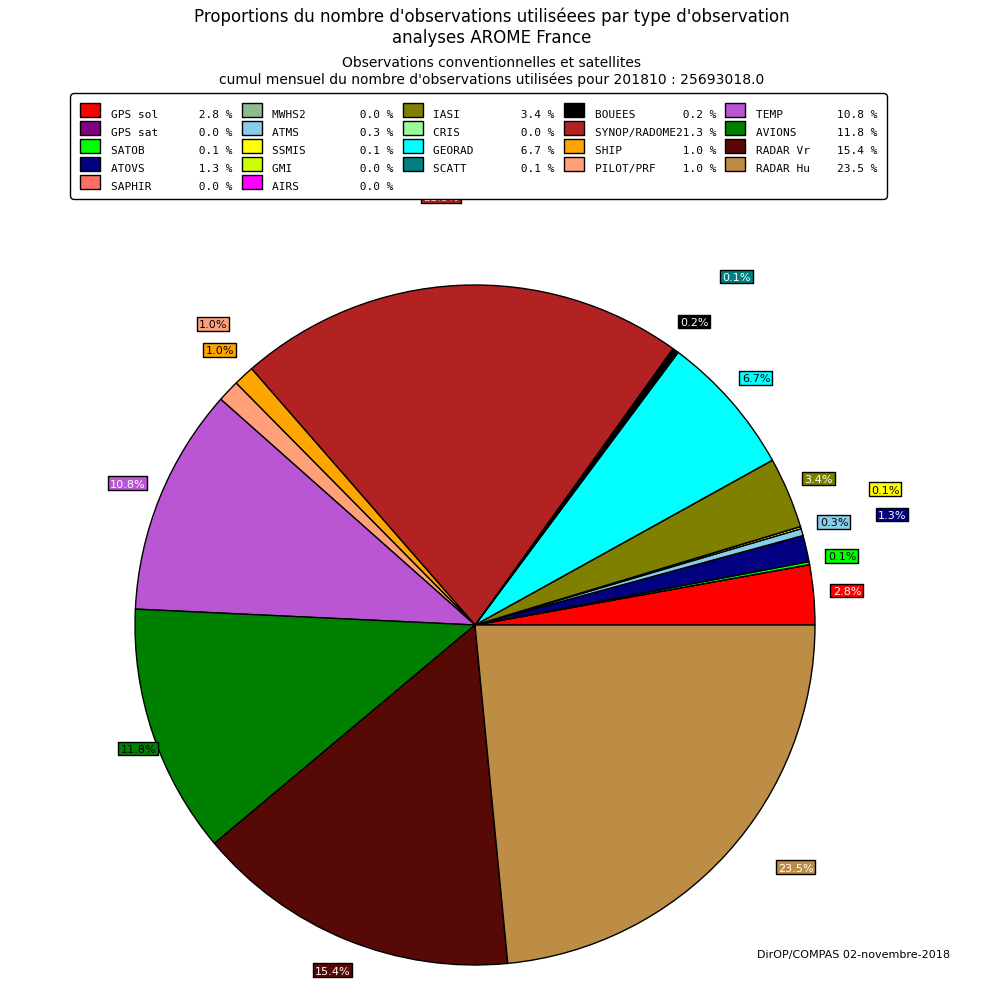 Proportions du nombre d'observations utiliséees par type d'observation
analyses AROME France
Observations conventionnelles et satellites
cumul mensuel du nombre d'observations utilisées pour 201810 : 25693018.0
GPS sol 2.8 % MWHS2 0.0 % IASI 3.4 % BOUEES 0.2 % TEMP 10.8 %
GPS sat 0.0 % ATMS 0.3 % CRIS 0.0 % SYNOP/RADOME21.3 % AVIONS 11.8 %
SATOB 0.1 % SSMIS 0.1 % GEORAD 6.7 % SHIP 1.0 % RADAR Vr 15.4 %
ATOVS 1.3 % GMI 0.0 % SCATT 0.1 % PILOT/PRF 1.0 % RADAR Hu 23.5 %
SAPHIR 0.0 % AIRS 0.0 %
0.1%
0.2%
1.0%
1.0%
6.7%
3.4%
10.8%
0.1%
1.3%
0.3%
0.1%
2.8%
11.8%
23.5%
DirOP/COMPAS 02-novembre-2018
15.4%